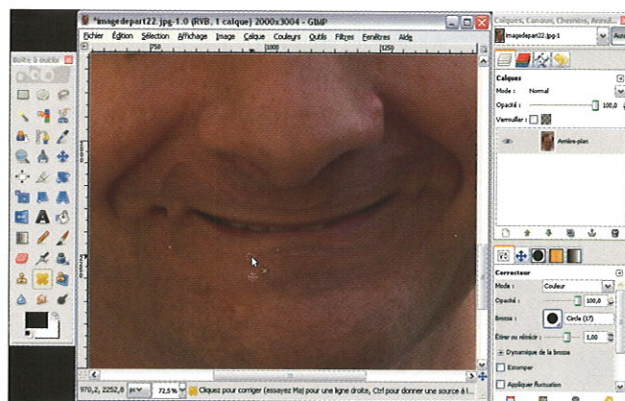 *imagedepart22.jpg-1.0 (RVB, 1 calque) 2000x3004 - GIMP
Fichier Édition Sélection Affichage Image Calque Couleurs Outils Filtres Fenêtres Aide
750
1000
1250
Boîte à outils
970,2, 2252,8 px 72,5 % Cliquez pour corriger (essayez Maj) pour une ligne droite, Ctrl pour donner une source à l...
Calques, Canaux, Chemins, Annul...
imagedepart22.jpg-1
Auto
Calques
Mode : Normal
Opacité : 100,0
Verrouiller :
Arrière-plan
Correcteur
Mode : Couleur
Opacité : 100,0
Brosse : Circle (17)
Étirer ou rétrécir : 1,00
Dynamique de la brosse
Estomper
Appliquer fluctuation